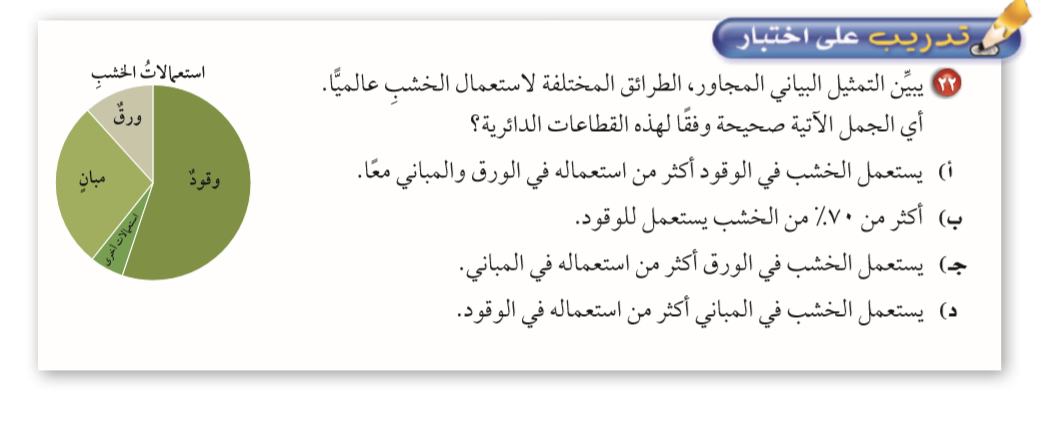 تدريب على اختبار
٢٢ يبيِّن التمثيل البياني المجاور، الطرائق المختلفة لاستعمال الخشبِ عالميًّا.
أي الجمل الآتية صحيحة وفقًا لهذه القطاعات الدائرية؟
أ) يستعمل الخشب في الوقود أكثر من استعماله في الورق والمباني معًا.
ب) أكثر من ٧٠٪ من الخشب يستعمل للوقود.
جـ) يستعمل الخشب في الورق أكثر من استعماله في المباني.
د) يستعمل الخشب في المباني أكثر من استعماله في الوقود.
استعمالاتُ الخشبِ
ورقٌ
مبانٍ
وقودٌ
استعمالات أخرى